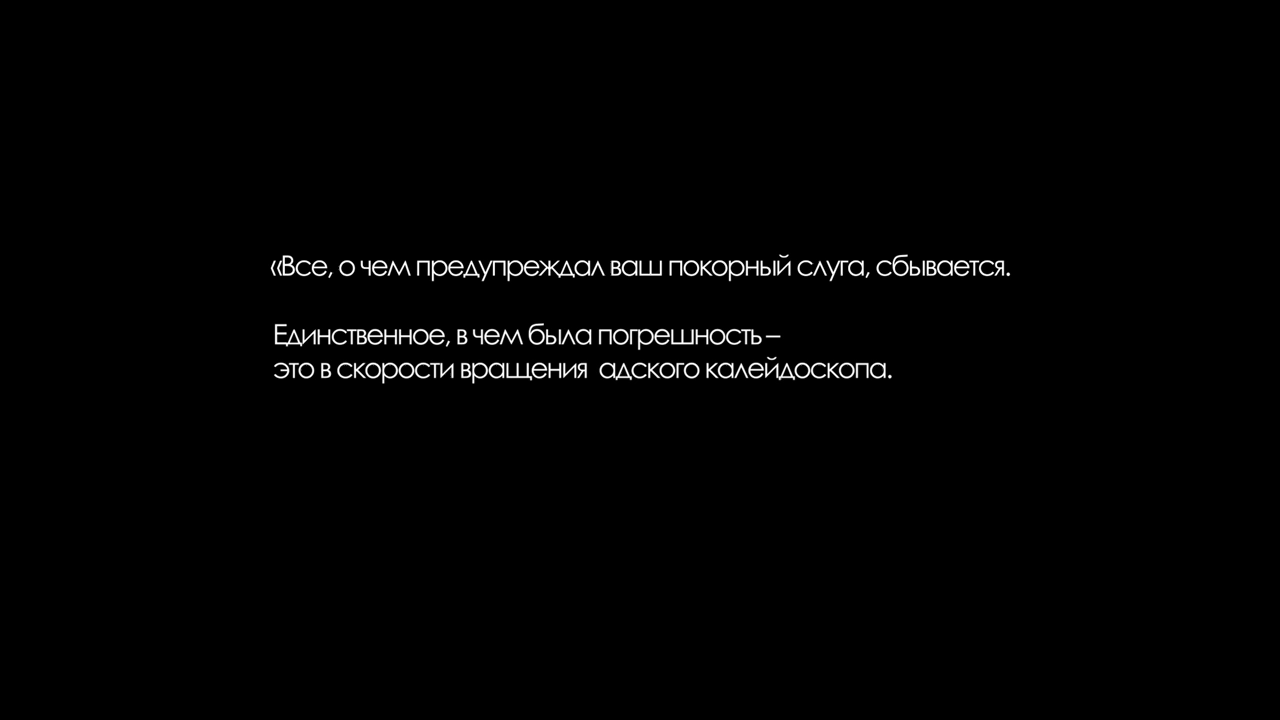 «Все, о чем предупреждал ваш покорный слуга, сбывается.
Единственное, в чем была погрешность –
это в скорости вращения  адского калейдоскопа.